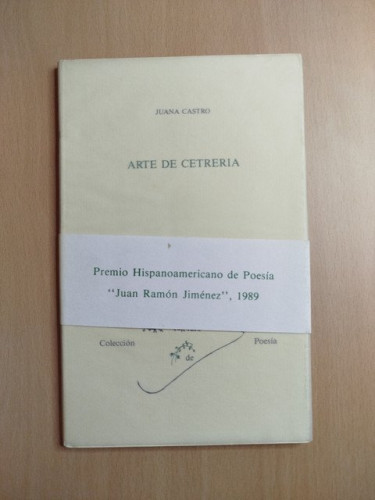 JUANA CASTRO
ARTE DE CETRERIA
Premio Hispanoamericano de Poesía
"Juan Ramón Jiménez", 1989
Colección
de
Poesía